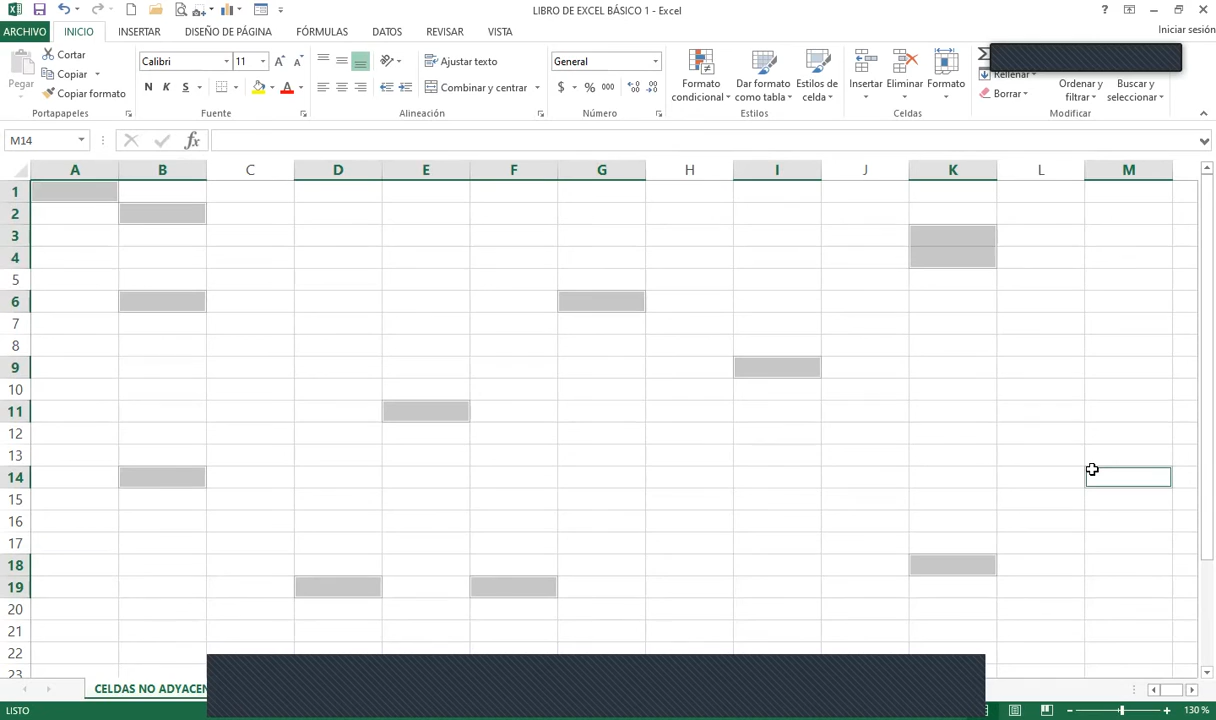 LIBRO DE EXCEL BÁSICO 1 - Excel
?
ARCHIVO INICIO INSERTAR DISEÑO DE PÁGINA FÓRMULAS DATOS REVISAR VISTA Iniciar sesión
Pegar
Cortar
Copiar
Copiar formato
Portapapeles
Calibri 11 A A
N K S A
Fuente
Ajustar texto
Combinar y centrar
Alineación
General
$ % 000
Número
Formato condicional
Dar formato como tabla
Estilos de celda
Estilos
Insertar Eliminar Formato
Celdas
Rellenar
Borrar
Ordenar y filtrar
Buscar y seleccionar
Modificar
M14 fx
A B C D E F G H I J K L M
1
2
3
4
5
6
7
8
9
10
11
12
13
14
15
16
17
18
19
20
21
22
23
CELDAS NO ADYACEN
LISTO 130 %